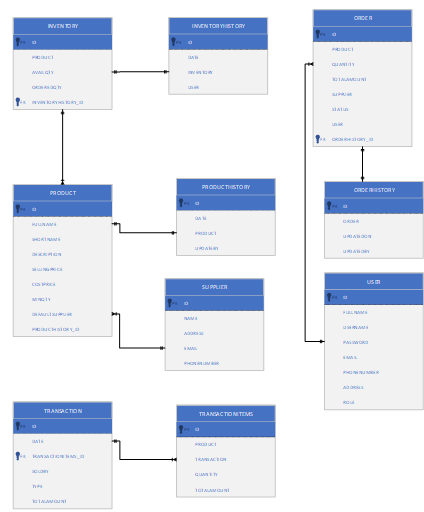 INVENTORY
PK ID
PRODUCT
AVAILQTY
ORDEREDQTY
FK INVENTORYHISTORY_ID
INVENTORYHISTORY
PK ID
DATE
INVENTORY
USER
ORDER
PK ID
PRODUCT
QUANTITY
TOTALAMOUNT
SUPPLIER
STATUS
USER
FK ORDERHISTORY_ID
PRODUCT
PK ID
FULLNAME
SHORTNAME
DESCRIPTION
SELLINGPRICE
COSTPRICE
MINQTY
DEFAULTSUPPLIER
PRODUCTHISTORY_ID
PRODUCTHISTORY
PK ID
DATE
PRODUCT
UPDATEBY
ORDERHISTORY
PK ID
ORDER
UPDATEDON
UPDATEDBY
SUPPLIER
PK ID
NAME
ADDRESS
EMAIL
PHONENUMBER
USER
PK ID
FULLNAME
USERNAME
PASSWORD
EMAIL
PHONENUMBER
ADDRESS
ROLE
TRANSACTION
PK ID
DATE
FK TRANSACTIONITEMS_ID
SOLDBY
TYPE
TOTALAMOUNT
TRANSACTIONITEMS
PK ID
PRODUCT
TRANSACTION
QUANTITY
TOTALAMOUNT